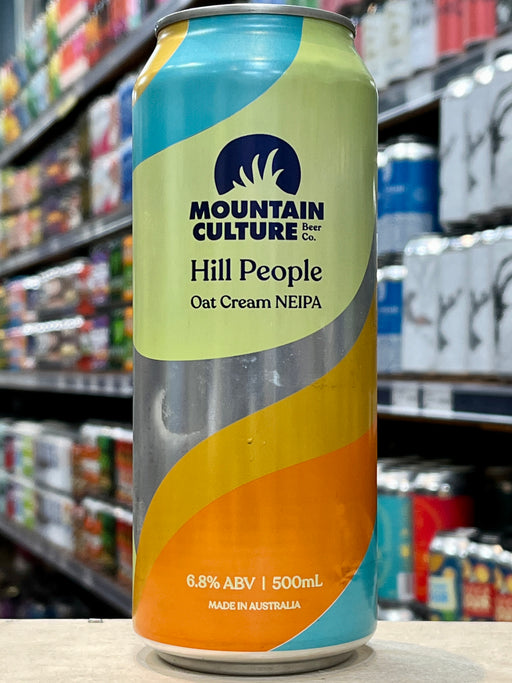 MOUNTAIN
CULTURE Beer Co.
Hill People
Oat Cream NEIPA
6.8% ABV | 500mL
MADE IN AUSTRALIA